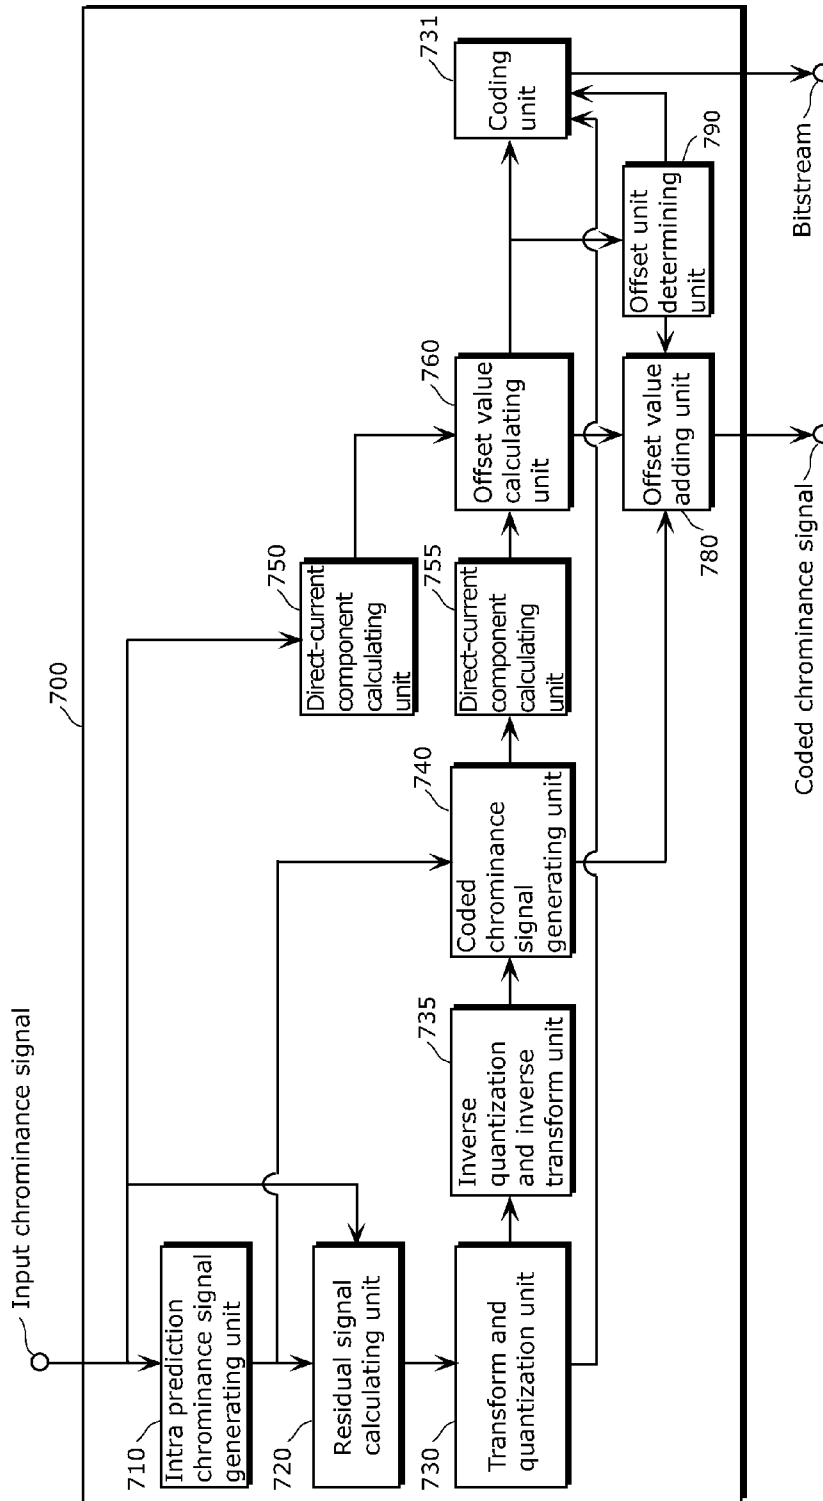 Input chrominance signal
700
710
Intra prediction
chrominance signal
generating unit
720
Residual signal
calculating unit
730
Transform and
quantization unit
735
Inverse
quantization
and inverse
transform unit
740
Coded
chrominance
signal
generating unit
750
Direct-current
component
calculating
unit
755
Direct-current
component
calculating
unit
760
Offset value
calculating
unit
780
Offset value
adding unit
790
Offset unit
determining
unit
731
Coding
unit
Coded chrominance signal
Bitstream